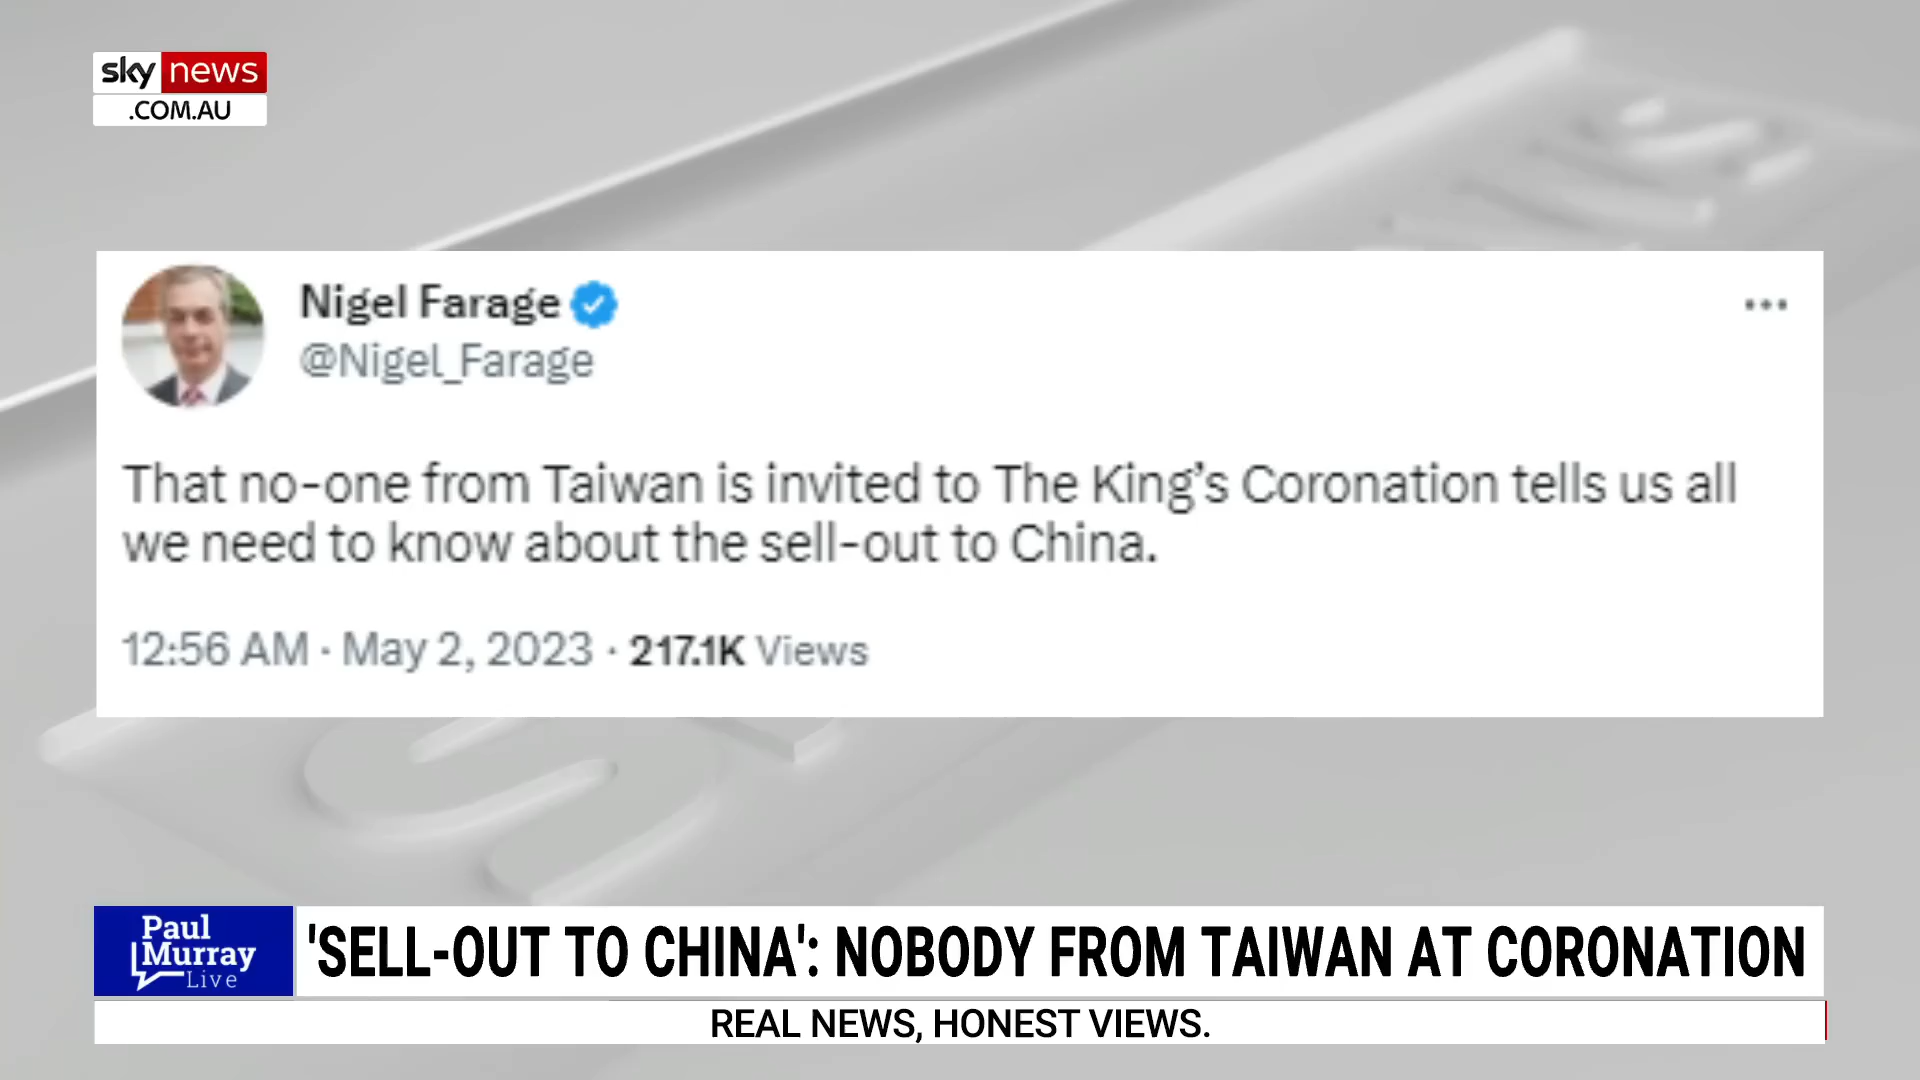 sky news
.COM.AU
Nigel Farage
@Nigel_Farage
That no-one from Taiwan is invited to The King's Coronation tells us all
we need to know about the sell-out to China.
12:56 AM · May 2, 2023 · 217.1K Views
Paul
Murray
Live
'SELL-OUT TO CHINA': NOBODY FROM TAIWAN AT CORONATION
REAL NEWS, HONEST VIEWS.